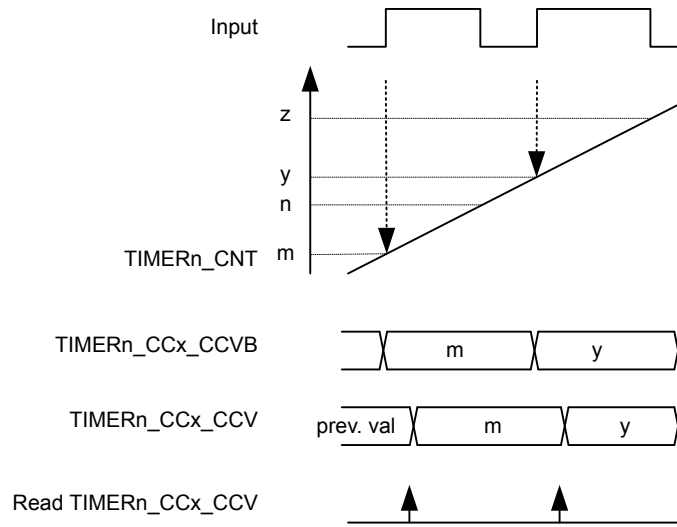 Input
z
y
n
TIMERn_CNT m
TIMERn_CCx_CCVB m y
TIMERn_CCx_CCV prev. val m y
Read TIMERn_CCx_CCV